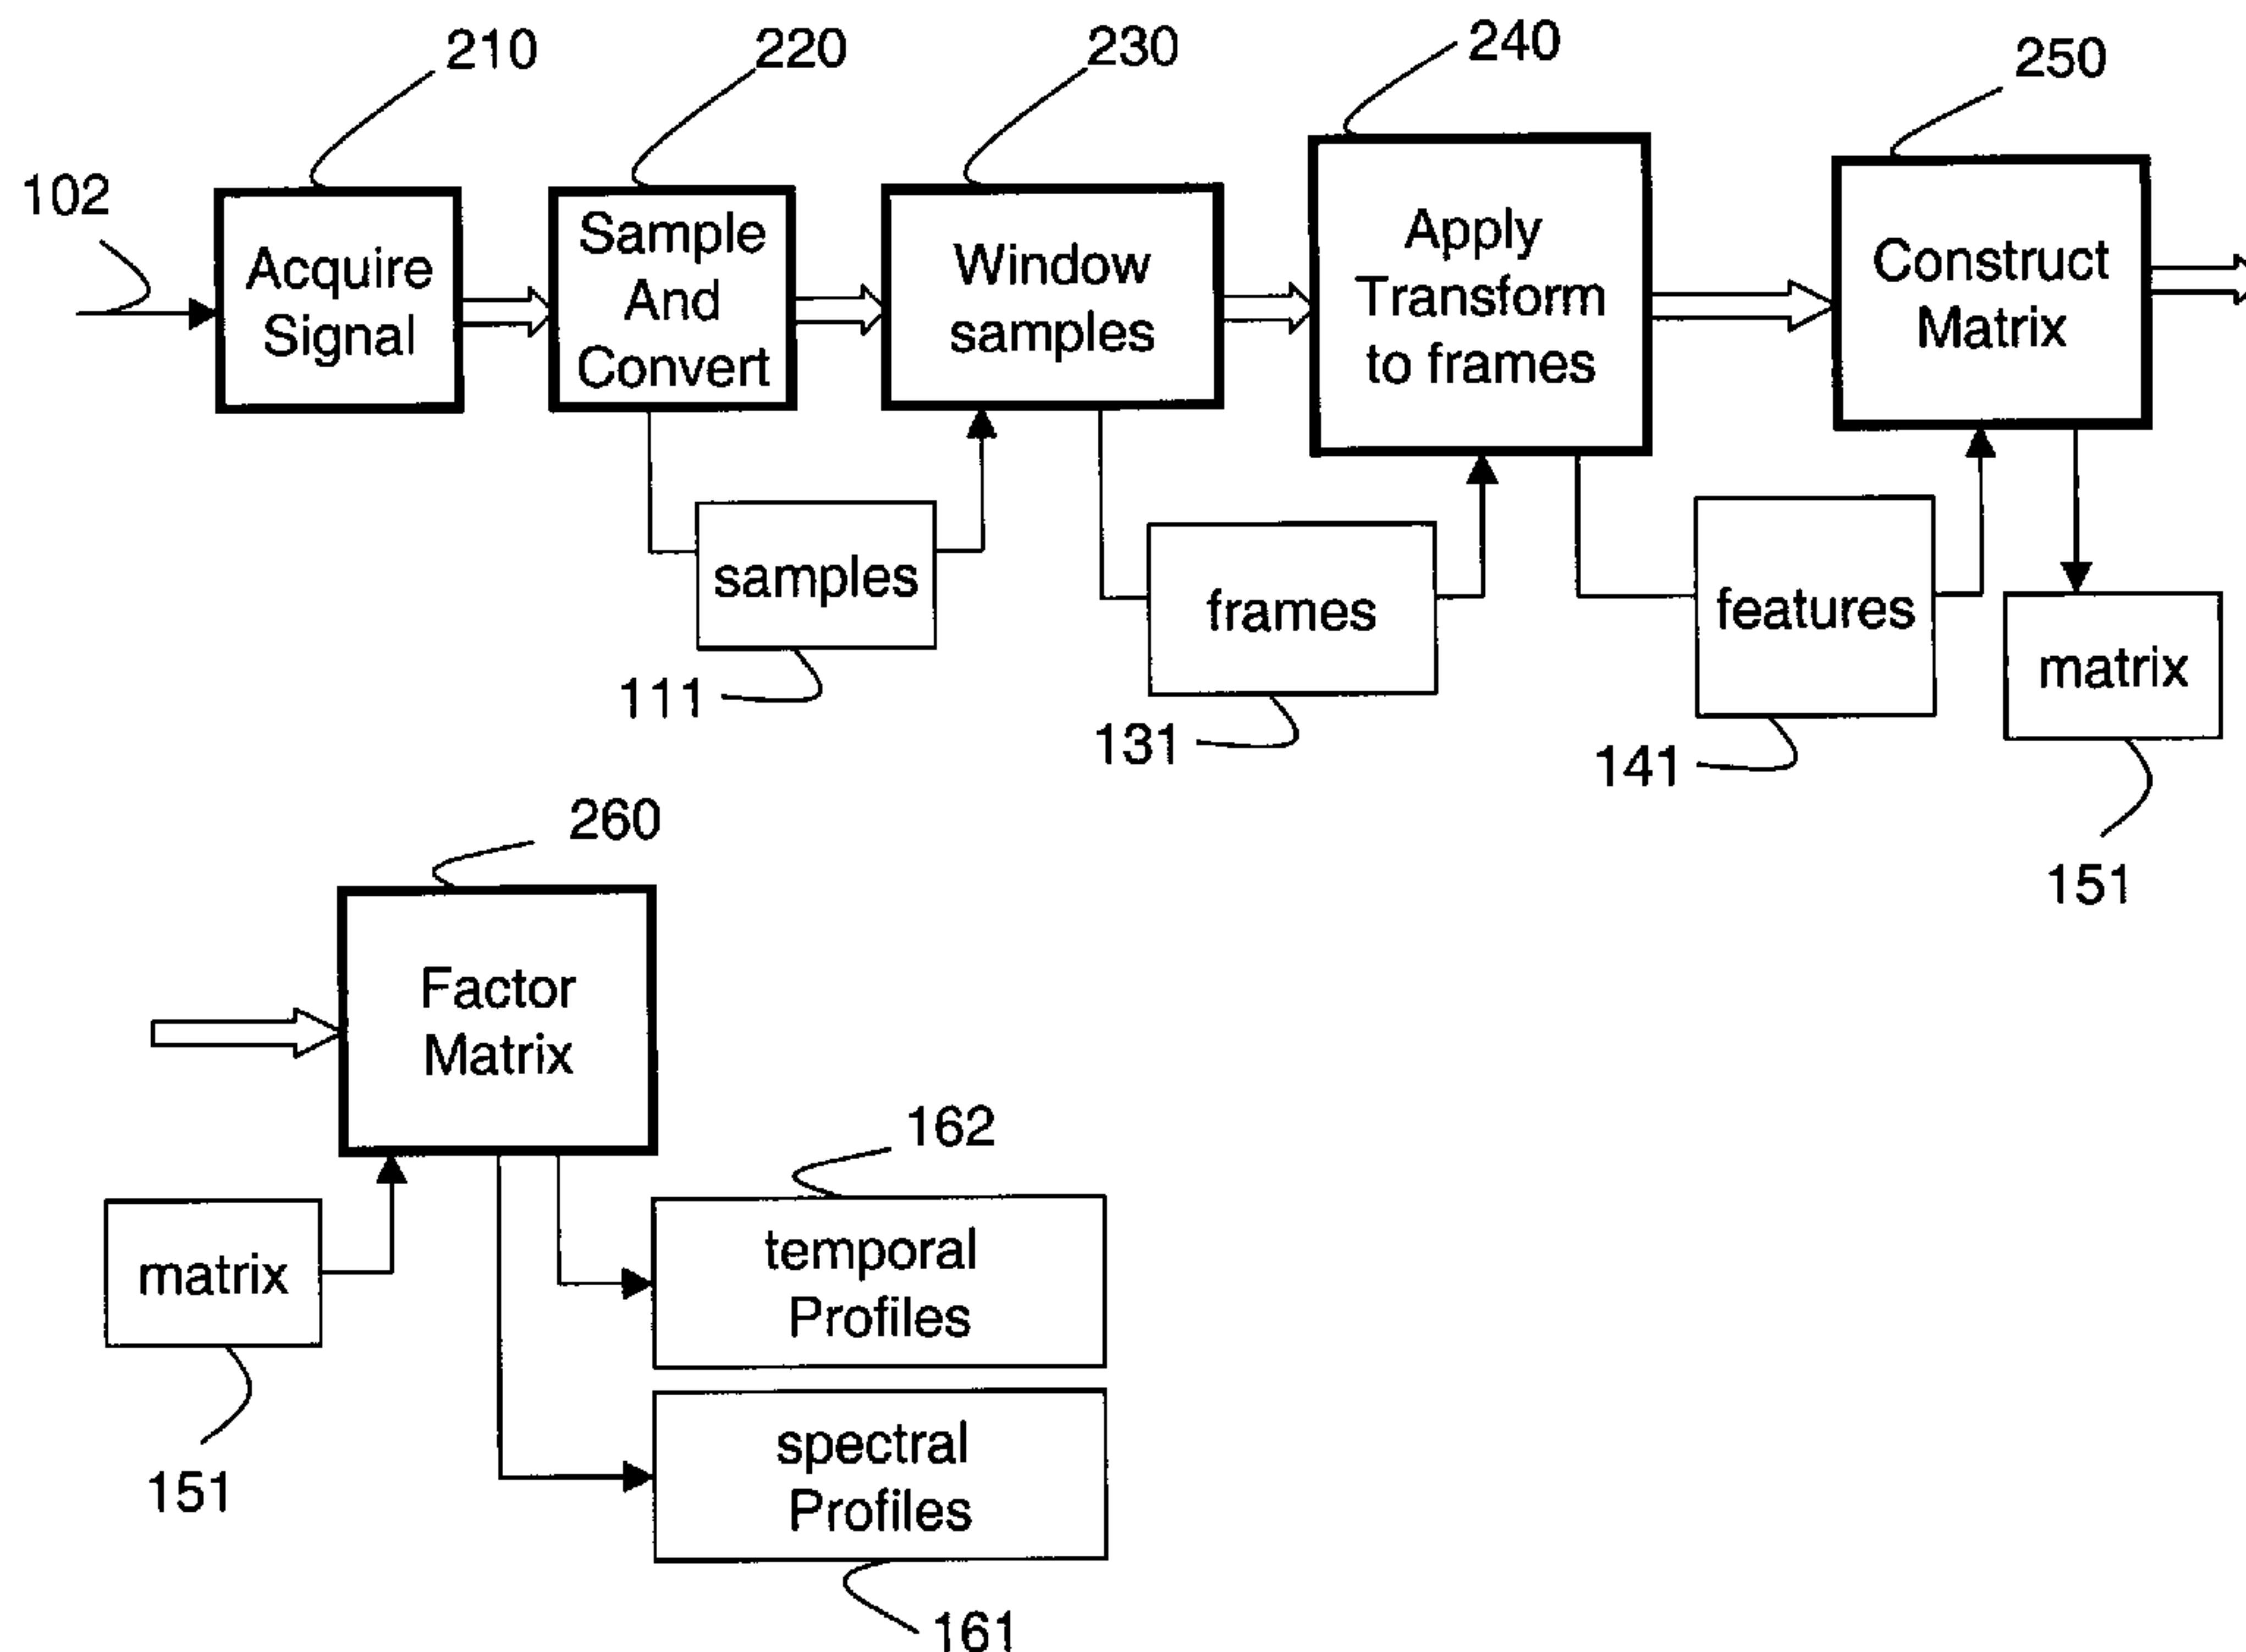 210
220
230
240
250
102
Acquire
Signal
Sample
And
Convert
Window
samples
Apply
Transform
to frames
Construct
Matrix
samples
frames
features
matrix
111
131
141
151
260
Factor
Matrix
162
matrix
temporal
Profiles
151
spectral
Profiles
161